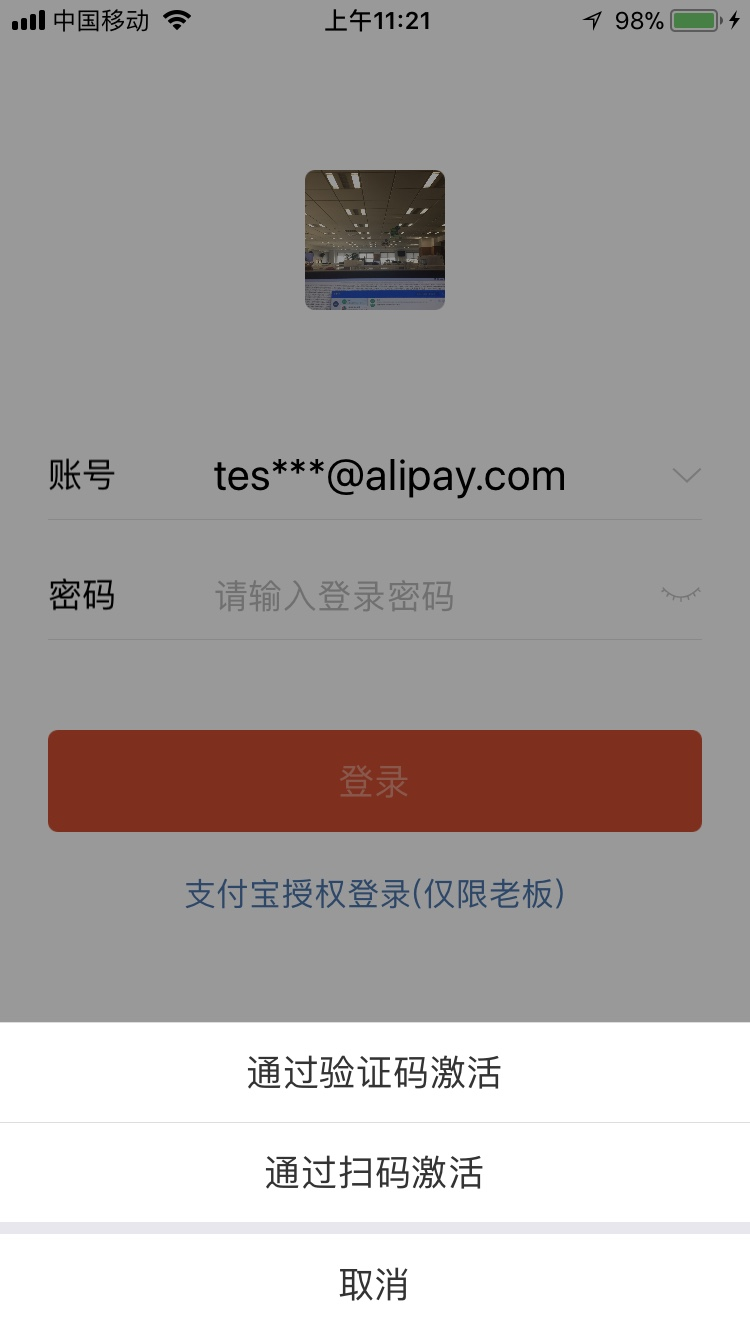 中国移动 上午11:21 98%
账号 tes***@alipay.com
密码 请输入登录密码
登录
支付宝授权登录(仅限老板)
通过验证码激活
通过扫码激活
取消